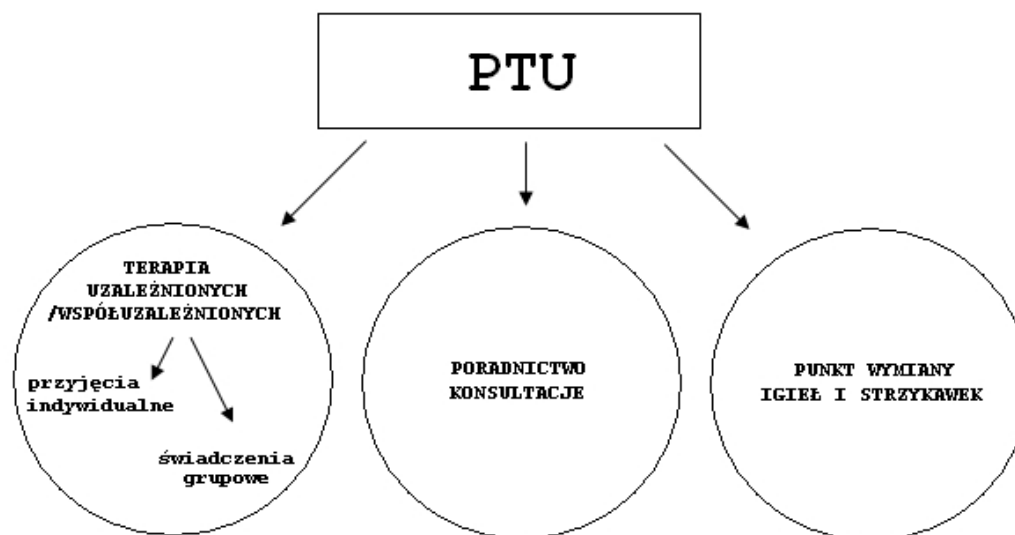 PTU
TERAPIA
UZALEŻNIONYCH
/WSPÓŁUZALEŻNIONYCH
przyjęcia
indywidualne
świadczenia
grupowe
PORADNICTWO
KONSULTACJE
PUNKT WYMIANY
IGIEŁ I STRZYKAWEK